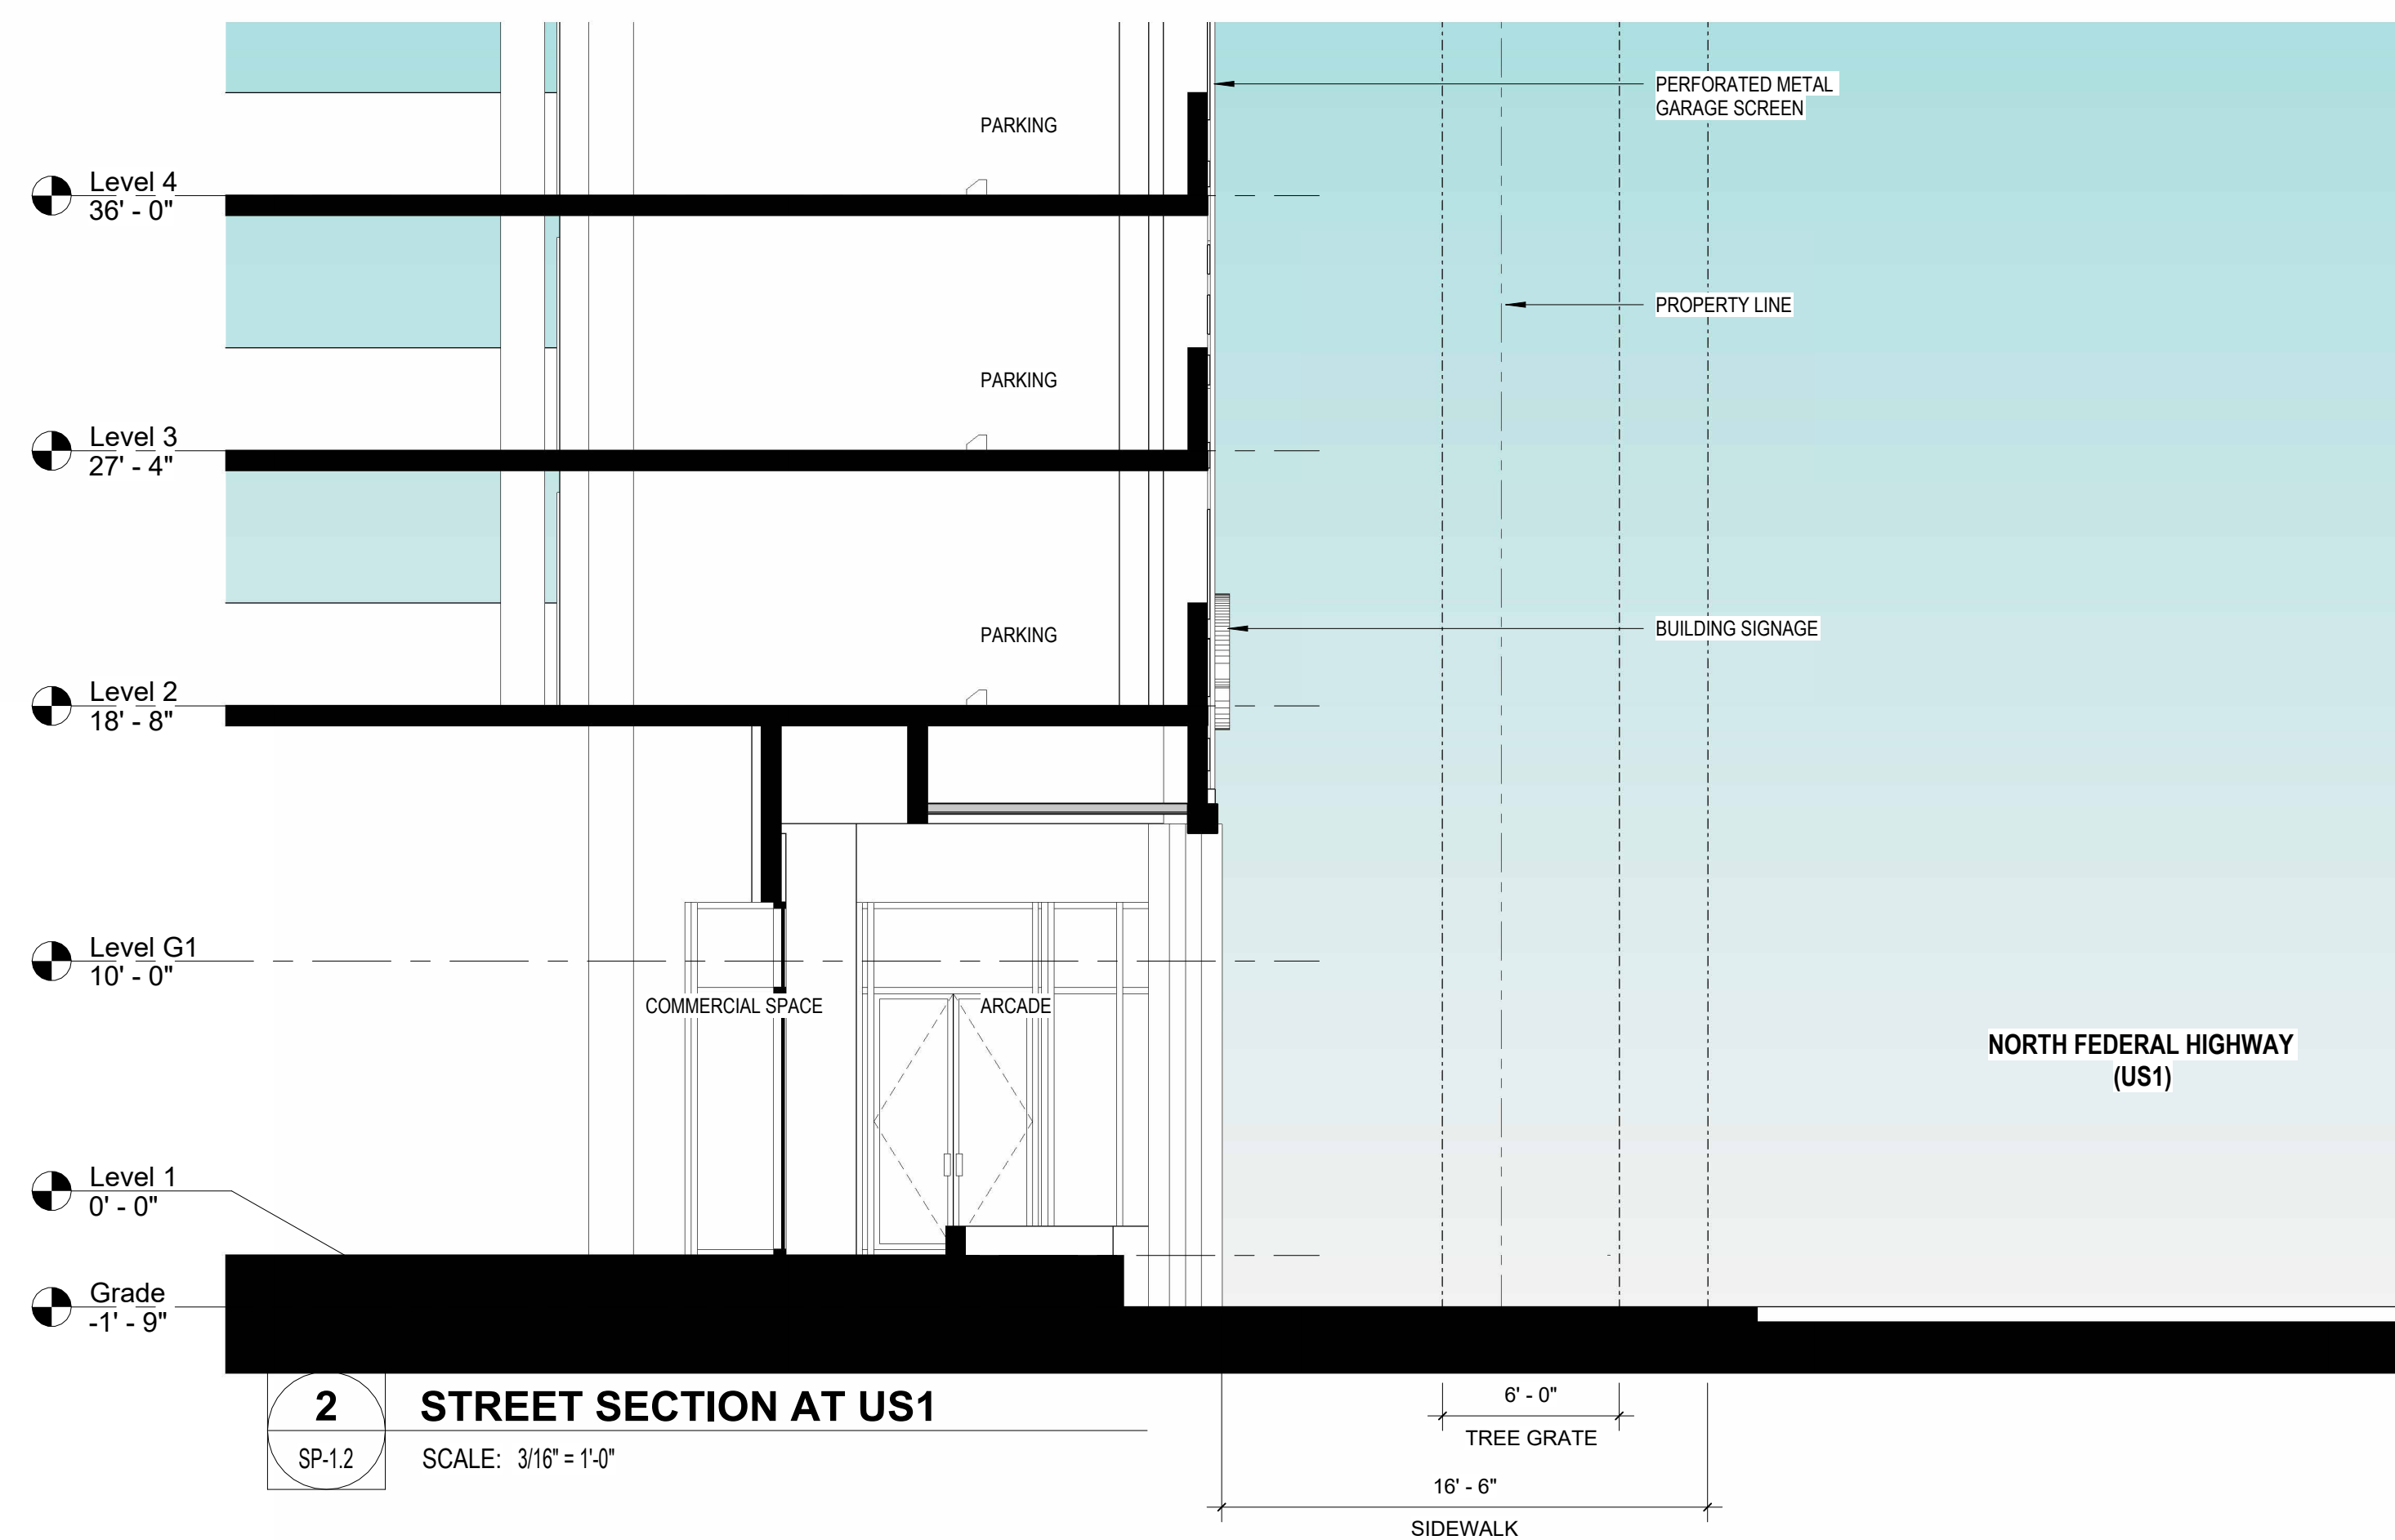 PERFORATED METAL
GARAGE SCREEN
PARKING
Level 4
36' - 0"
PROPERTY LINE
PARKING
Level 3
27' - 4"
BUILDING SIGNAGE
PARKING
Level 2
18' - 8"
Level G1
10' - 0"
COMMERCIAL SPACE
ARCADE
NORTH FEDERAL HIGHWAY
(US1)
Level 1
0' - 0"
Grade
-1' - 9"
2
STREET SECTION AT US1
SP-1.2
SCALE: 3/16" = 1'-0"
6' - 0"
TREE GRATE
16' - 6"
SIDEWALK